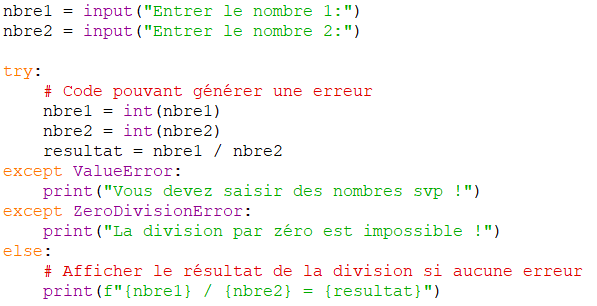 nbre1 = input("Entrer le nombre 1:")
nbre2 = input("Entrer le nombre 2:")

try:
    # Code pouvant générer une erreur
    nbre1 = int(nbre1)
    nbre2 = int(nbre2)
    resultat = nbre1 / nbre2
except ValueError:
    print("Vous devez saisir des nombres svp !")
except ZeroDivisionError:
    print("La division par zéro est impossible !")
else:
    # Afficher le résultat de la division si aucune erreur
    print(f"{nbre1} / {nbre2} = {resultat}")